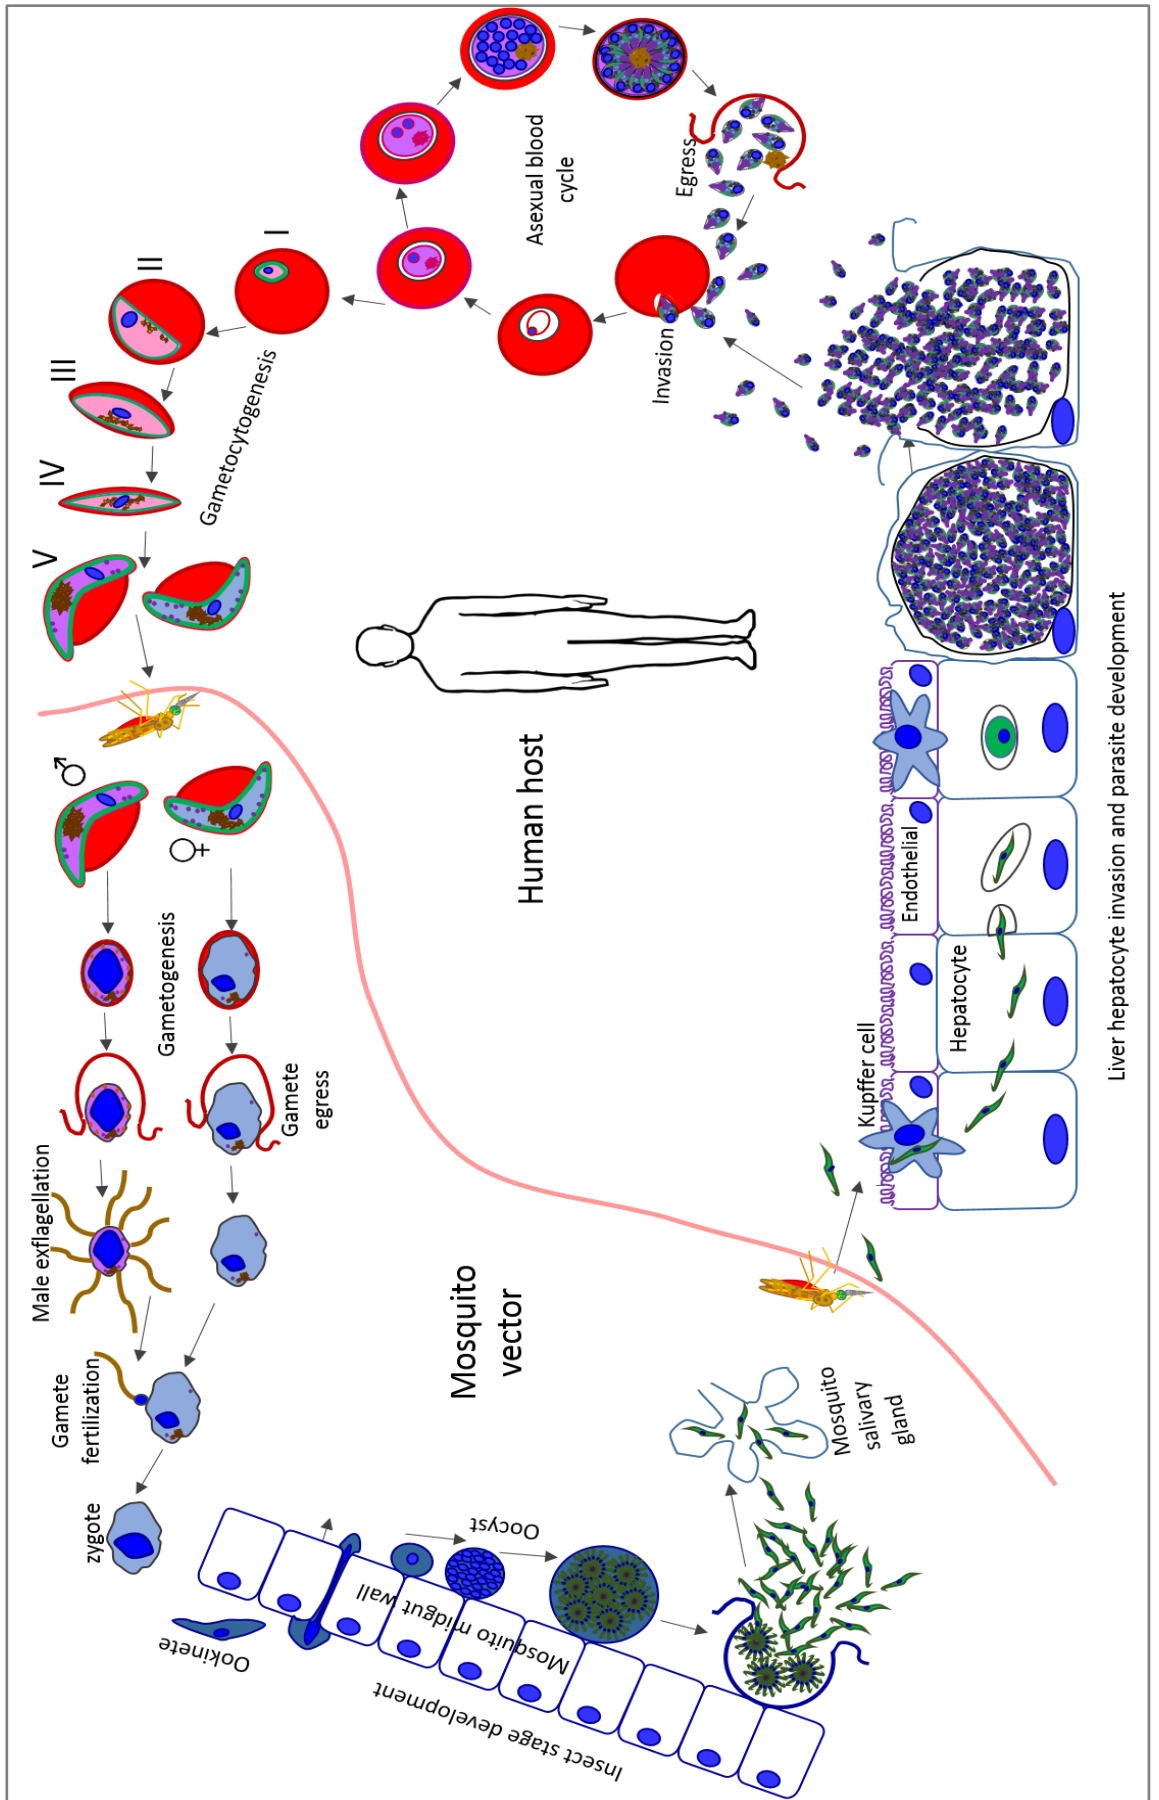 Asexual blood
cycle
Egress
Invasion
I
II
III
IV
V
Gametocytogenesis
♂
♀
Gametogenesis
Gamete
egress
Male exflagellation
Gamete
fertilization
zygote
Ookinete
Oocyst
Mosquito midgut wall
Insect stage development
Mosquito
salivary
gland
Mosquito
vector
Human host
Kupffer cell
Endothelial
Hepatocyte
Liver hepatocyte invasion and parasite development